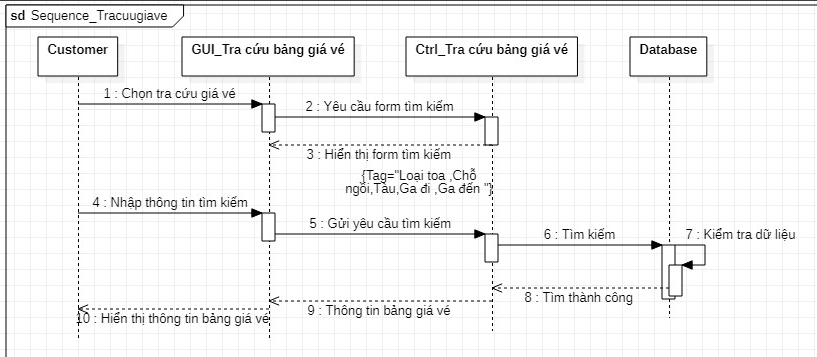 sd Sequence_Tracuugiave
Customer
GUI_Tra cứu bảng giá vé
Ctrl_Tra cứu bảng giá vé
Database
1 : Chọn tra cứu giá vé
2 : Yêu cầu form tìm kiếm
3 : Hiển thị form tìm kiếm
{Tag="Loại toa ,Chỗ
ngồi,Tàu,Ga đi ,Ga đến "}
4 : Nhập thông tin tìm kiếm
5 : Gửi yêu cầu tìm kiếm
6 : Tìm kiếm
7 : Kiểm tra dữ liệu
8 : Tìm thành công
9 : Thông tin bảng giá vé
10 : Hiển thị thông tin bảng giá vé